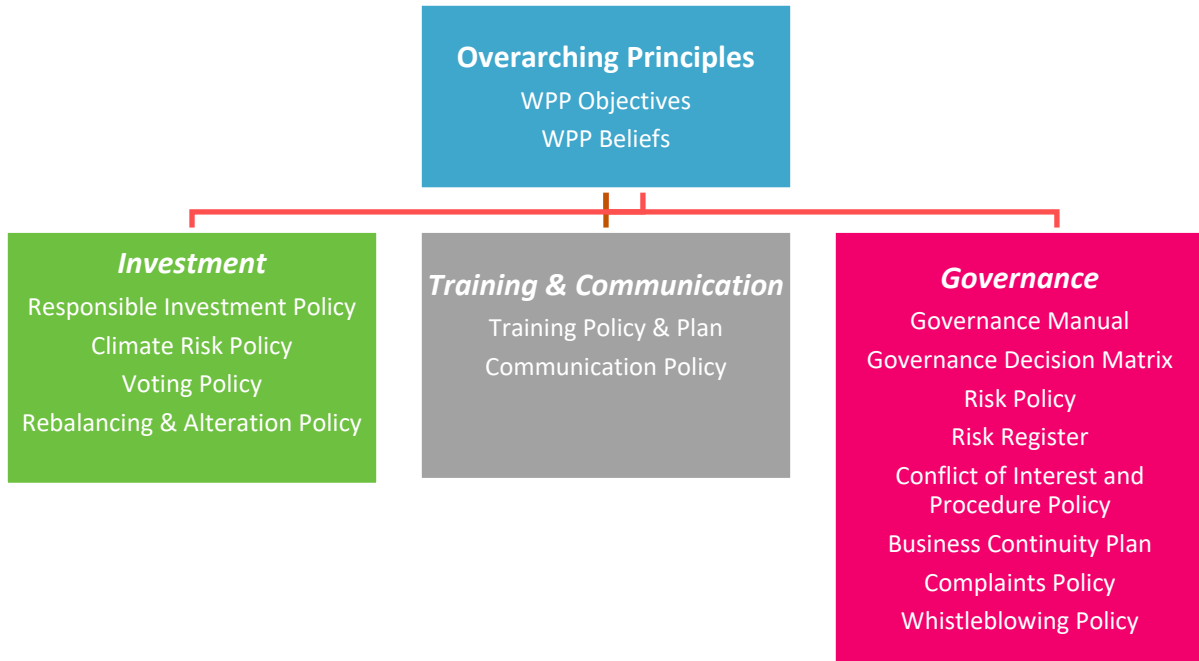 Overarching Principles
WPP Objectives
WPP Beliefs
Investment
Responsible Investment Policy
Climate Risk Policy
Voting Policy
Rebalancing & Alteration Policy
Training & Communication
Training Policy & Plan
Communication Policy
Governance
Governance Manual
Governance Decision Matrix
Risk Policy
Risk Register
Conflict of Interest and
Procedure Policy
Business Continuity Plan
Complaints Policy
Whistleblowing Policy